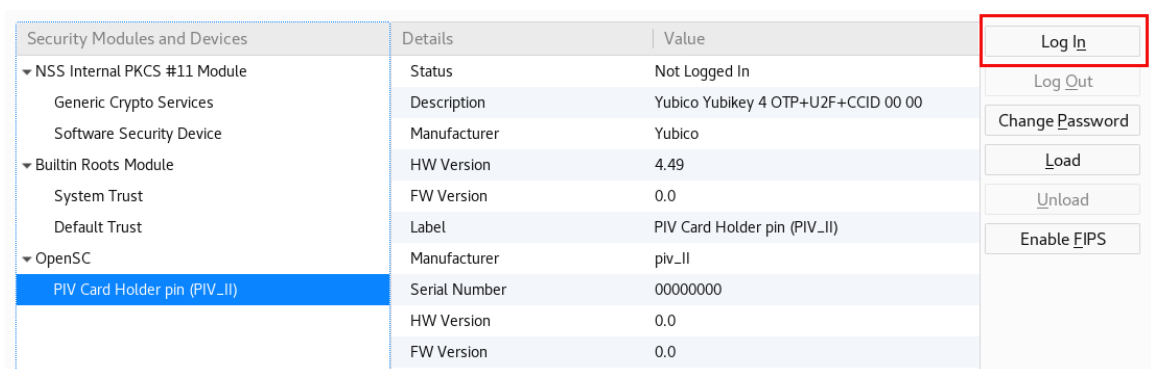 Security Modules and Devices
Details Value
Log In
NSS Internal PKCS #11 Module
Status Not Logged In
Log Out
Generic Crypto Services
Description Yubico Yubikey 4 OTP+U2F+CCID 00 00
Change Password
Software Security Device
Manufacturer Yubico
Builtin Roots Module
HW Version 4.49
Load
System Trust
FW Version 0.0
Unload
Default Trust
Label PIV Card Holder pin (PIV_II)
Enable FIPS
OpenSC
Manufacturer piv_II
PIV Card Holder pin (PIV_II)
Serial Number 00000000
HW Version 0.0
FW Version 0.0